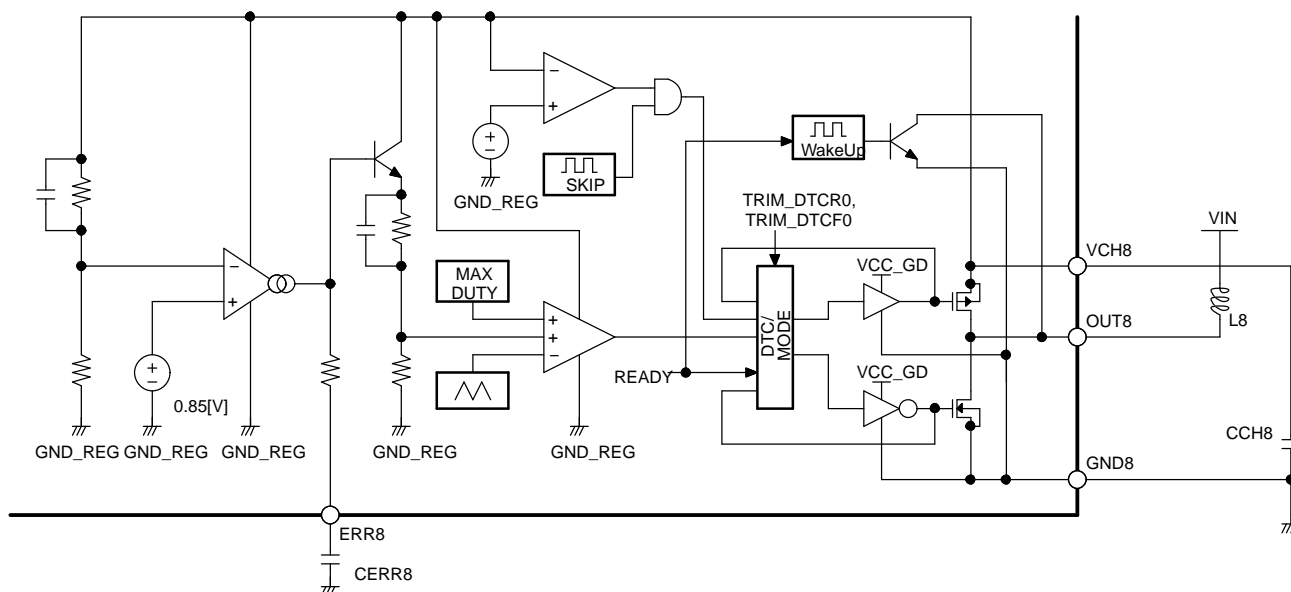 WakeUp
SKIP
GND_REG
TRIM_DTCR0,
TRIM_DTCF0
VIN
VCH8
MAX
DUTY
VCC_GD
L8
OUT8
DTC/
MODE
READY
VCC_GD
0.85[V]
GND_REG
GND_REG
GND_REG
GND_REG
GND_REG
CCH8
GND8
ERR8
CERR8